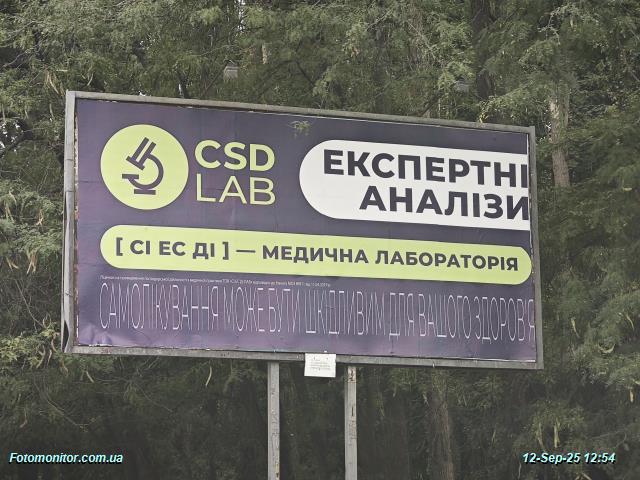 CSD
LAB
ЕКСПЕРТНІ
АНАЛІЗИ
[ СІ ЕС ДІ ] — МЕДИЧНА ЛАБОРАТОРІЯ
САМОЛІКУВАННЯ МОЖЕ БУТИ ШКІДЛИВИМ ДЛЯ ВАШОГО ЗДОРОВ'Я
Fotomonitor.com.ua
12-Sep-25 12:54